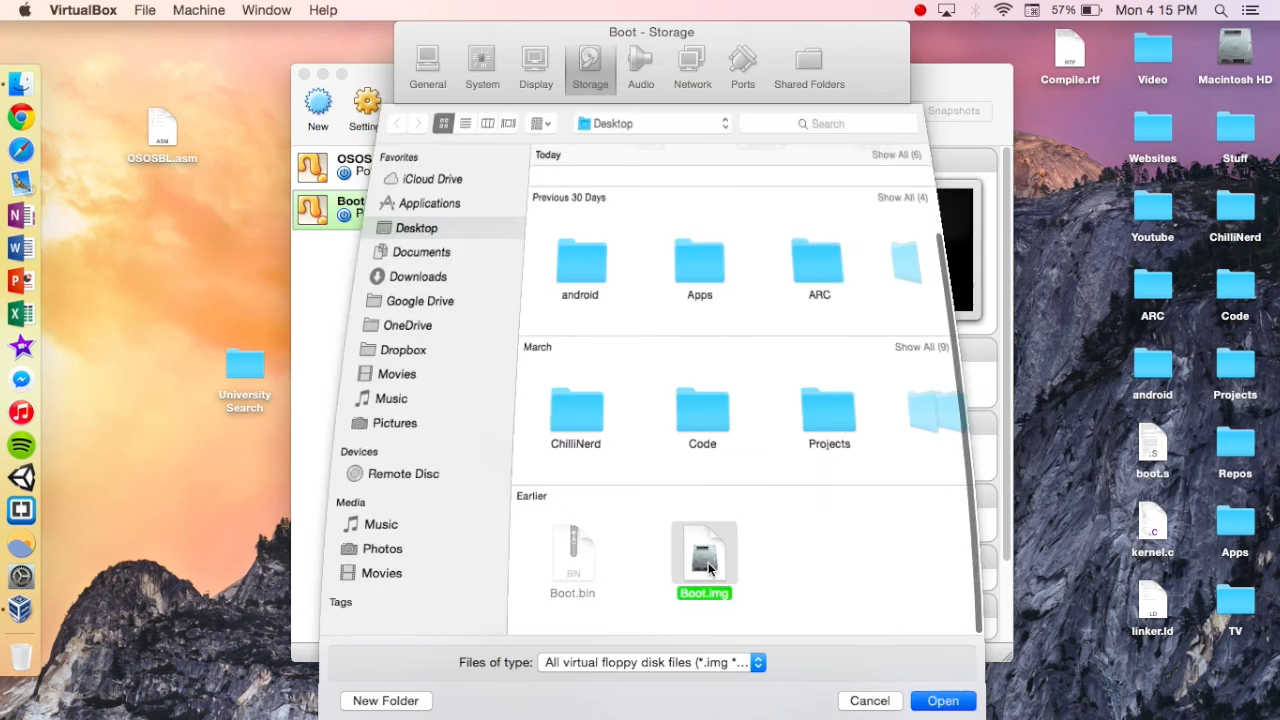 VirtualBox File Machine Window Help
57% Mon 4 15 PM
Boot - Storage
General System Display Storage Audio Network Ports Shared Folders
New
Setting
Snapshots
OSOS
Po
Boot
P
Desktop
Search
Favorites
iCloud Drive
Applications
Desktop
Documents
Downloads
Google Drive
OneDrive
Dropbox
Movies
Music
Pictures
Devices
Remote Disc
Media
Music
Photos
Movies
Tags
Today Show All (6)
Previous 30 Days Show All (4)
android Apps ARC
March Show All (9)
ChilliNerd Code Projects
Earlier
BIN
Boot.bin Boot.img
Files of type: All virtual floppy disk files (*.img *...
New Folder Cancel Open
ASM
OSOSBL.asm
University
Search
RTF
Compile.rtf Video Macintosh HD
Websites Stuff
Youtube ChilliNerd
ARC Code
android Projects
.S
boot.s Repos
.C
kernel.c Apps
LD
linker.ld TV